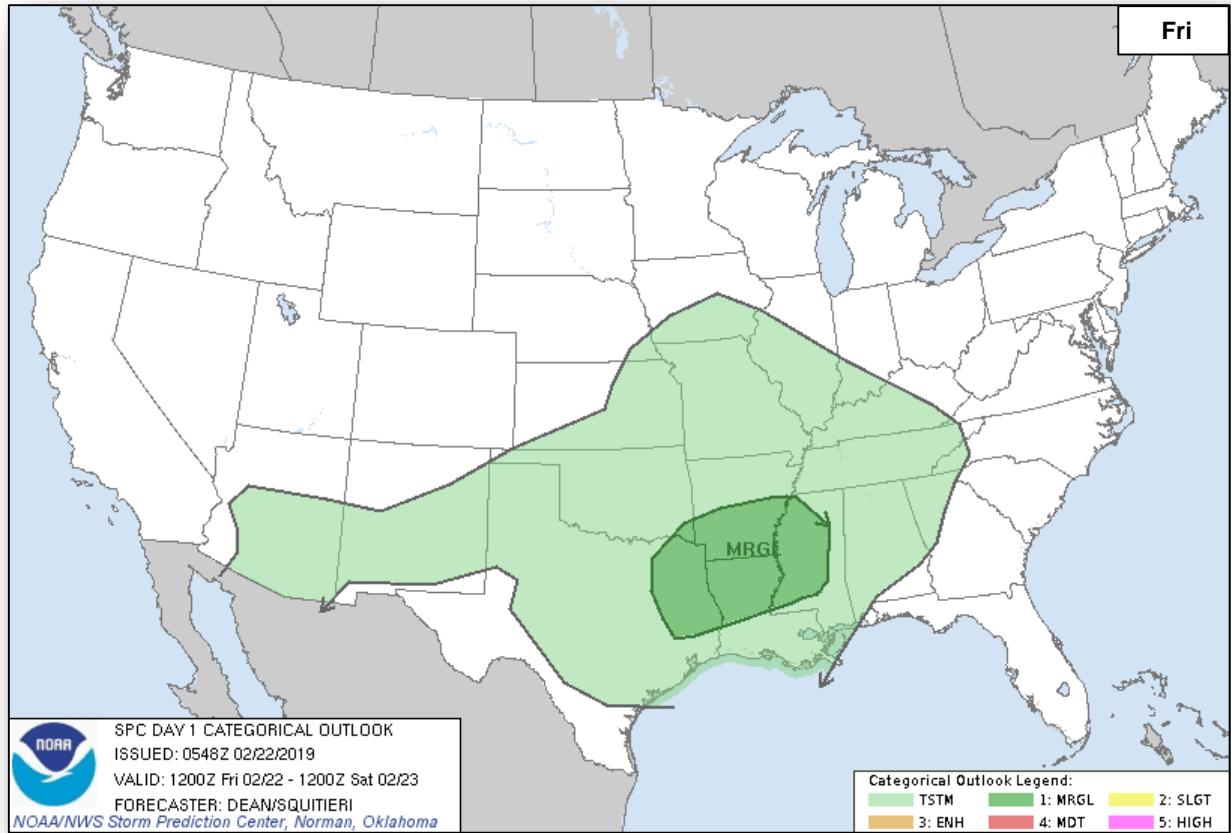 Fri
MRGL
SPC DAY 1 CATEGORICAL OUTLOOK
ISSUED: 0548Z 02/22/2019
VALID: 1200Z Fri 02/22 - 1200Z Sat 02/23
FORECASTER: DEAN/SQUITIERI
NOAA/NWS Storm Prediction Center, Norman, Oklahoma
NOAA
Categorical Outlook Legend:
TSTM 1: MRGL 2: SLGT
3: ENH 4: MDT 5: HIGH